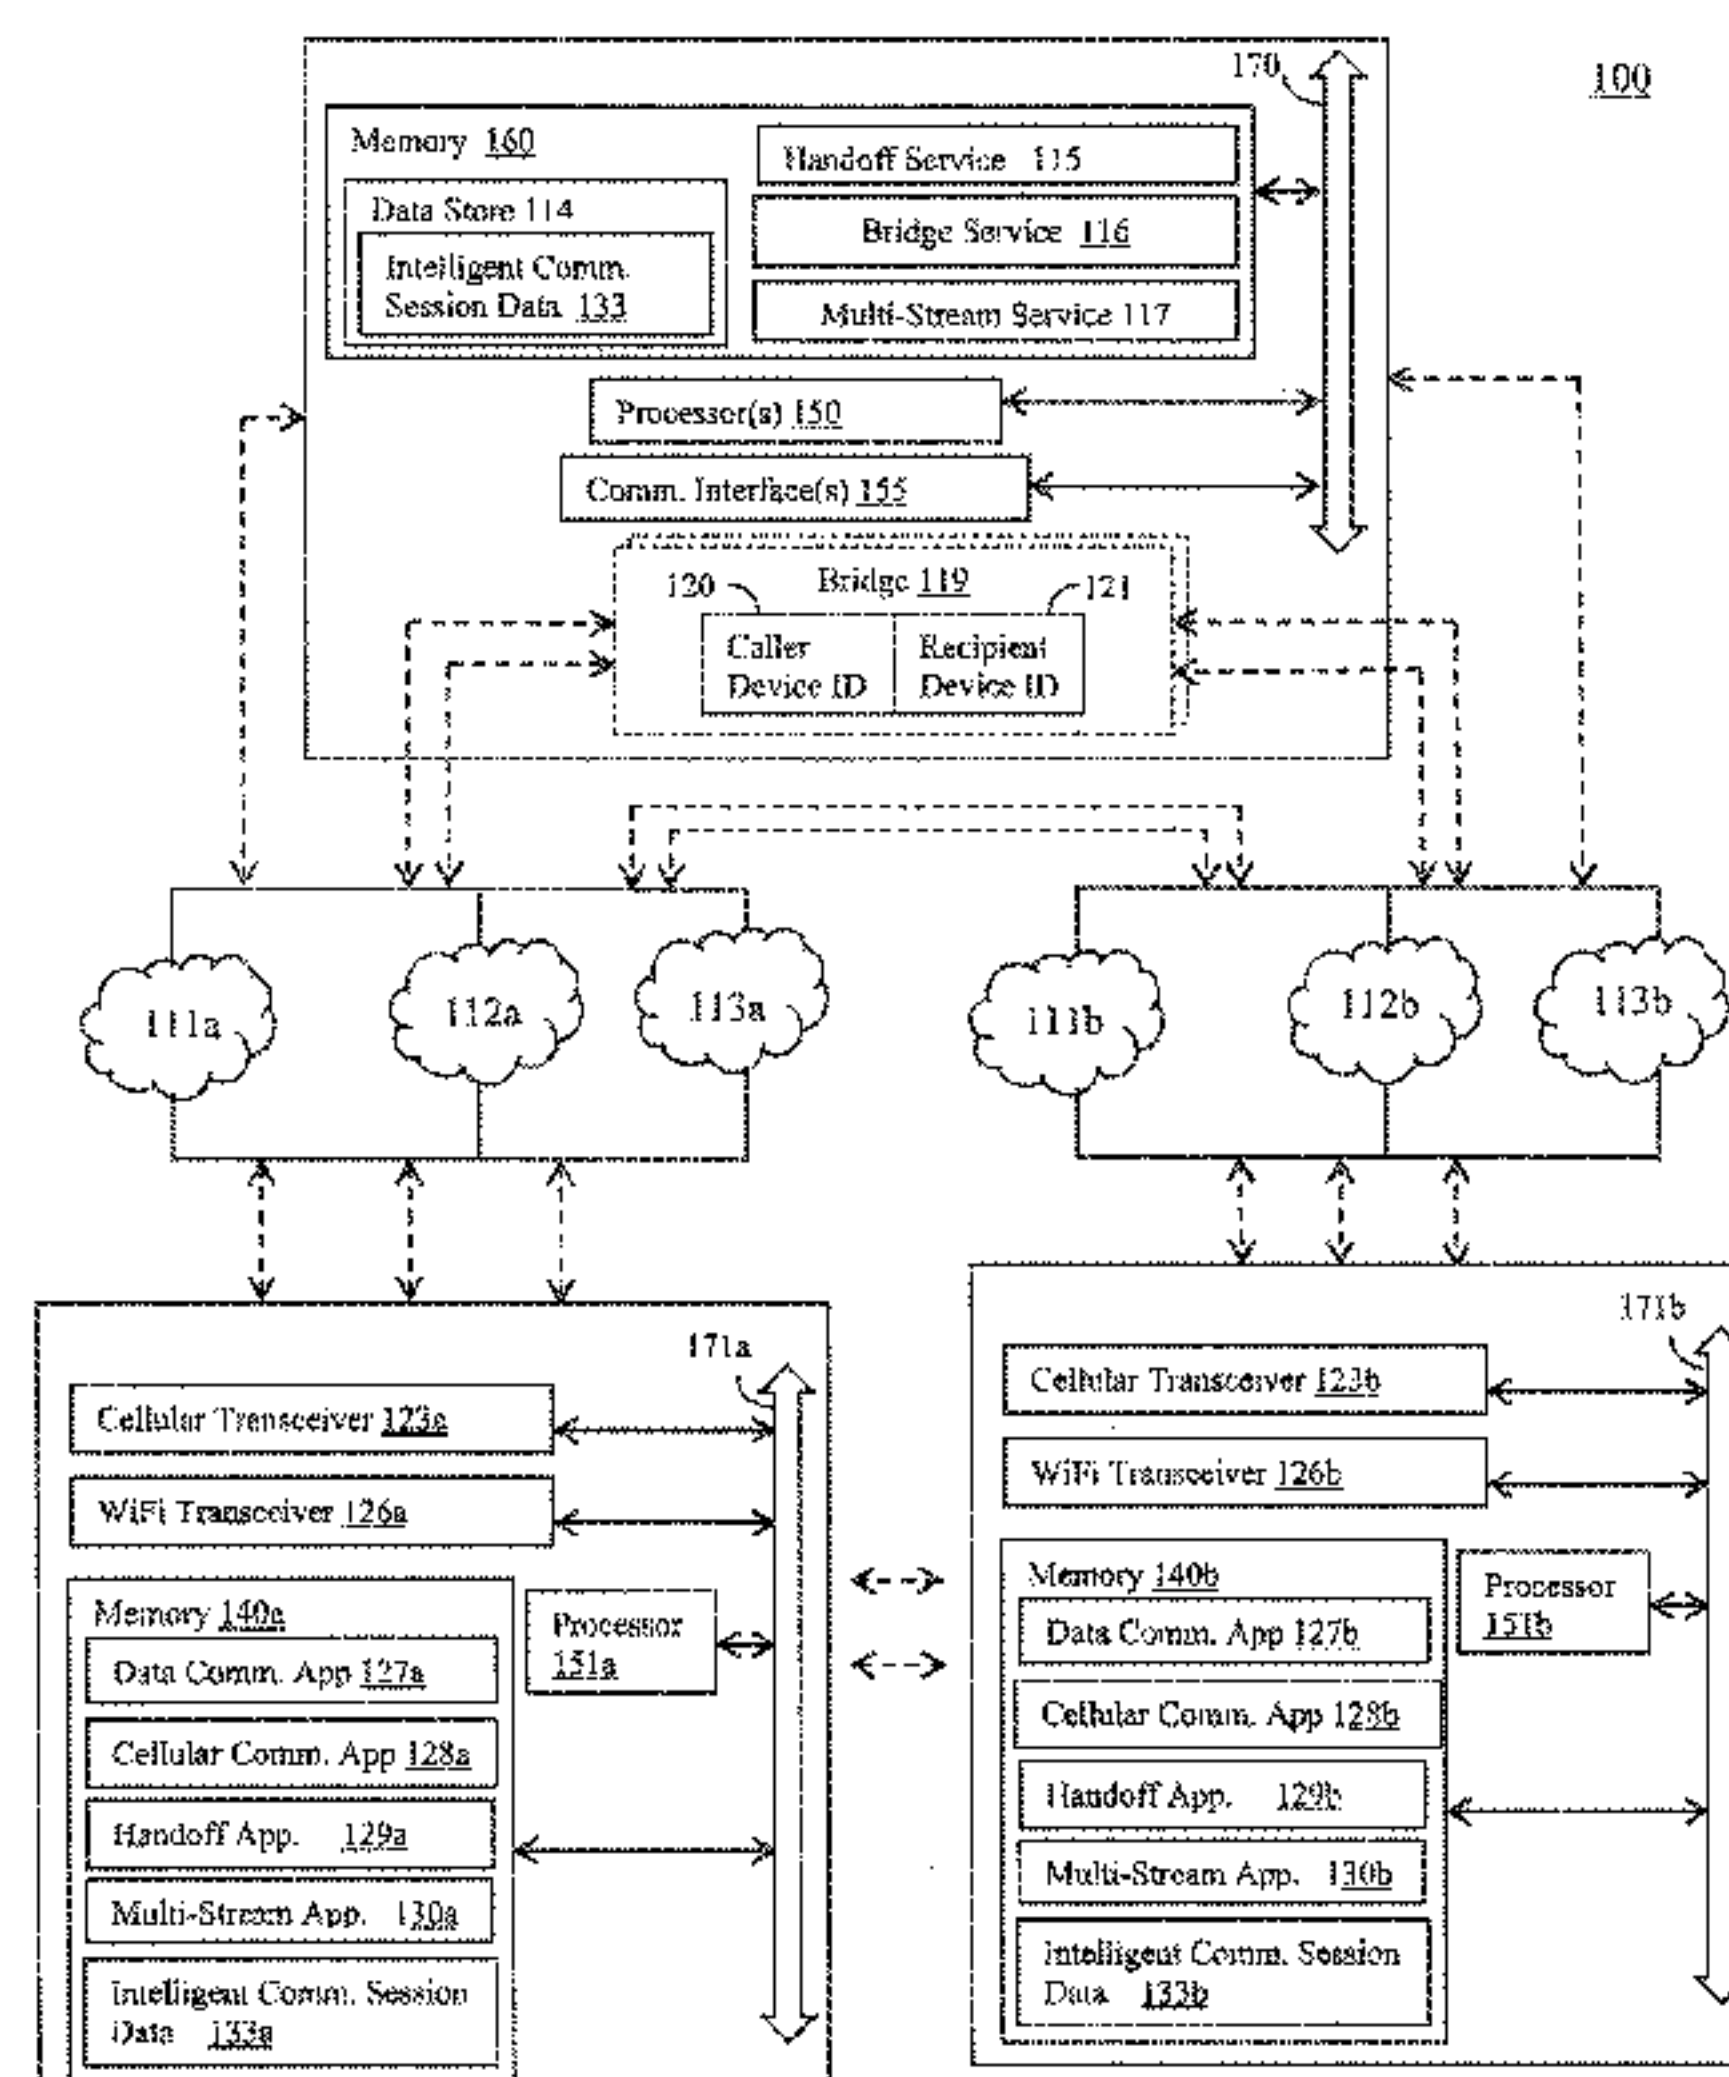 100
170
Memory 160
Handoff Service 115
Data Store 114
Bridge Service 116
Intelligent Comm.
Session Data 133
Multi-Stream Service 117
Processor(s) 150
Comm. Interface(s) 155
Bridge 119
120
121
Caller
Device ID
Recipient
Device ID
111a
112a
113a
111b
112b
113b
171a
Cellular Transceiver 123a
WiFi Transceiver 126a
Memory 140a
Processor
151a
Data Comm. App 127a
Cellular Comm. App 128a
Handoff App. 129a
Multi-Stream App. 130a
Intelligent Comm. Session
Data 133a
171b
Cellular Transceiver 123b
WiFi Transceiver 126b
Memory 140b
Processor
151b
Data Comm. App 127b
Cellular Comm. App 128b
Handoff App. 129b
Multi-Stream App. 130b
Intelligent Comm. Session
Data 133b